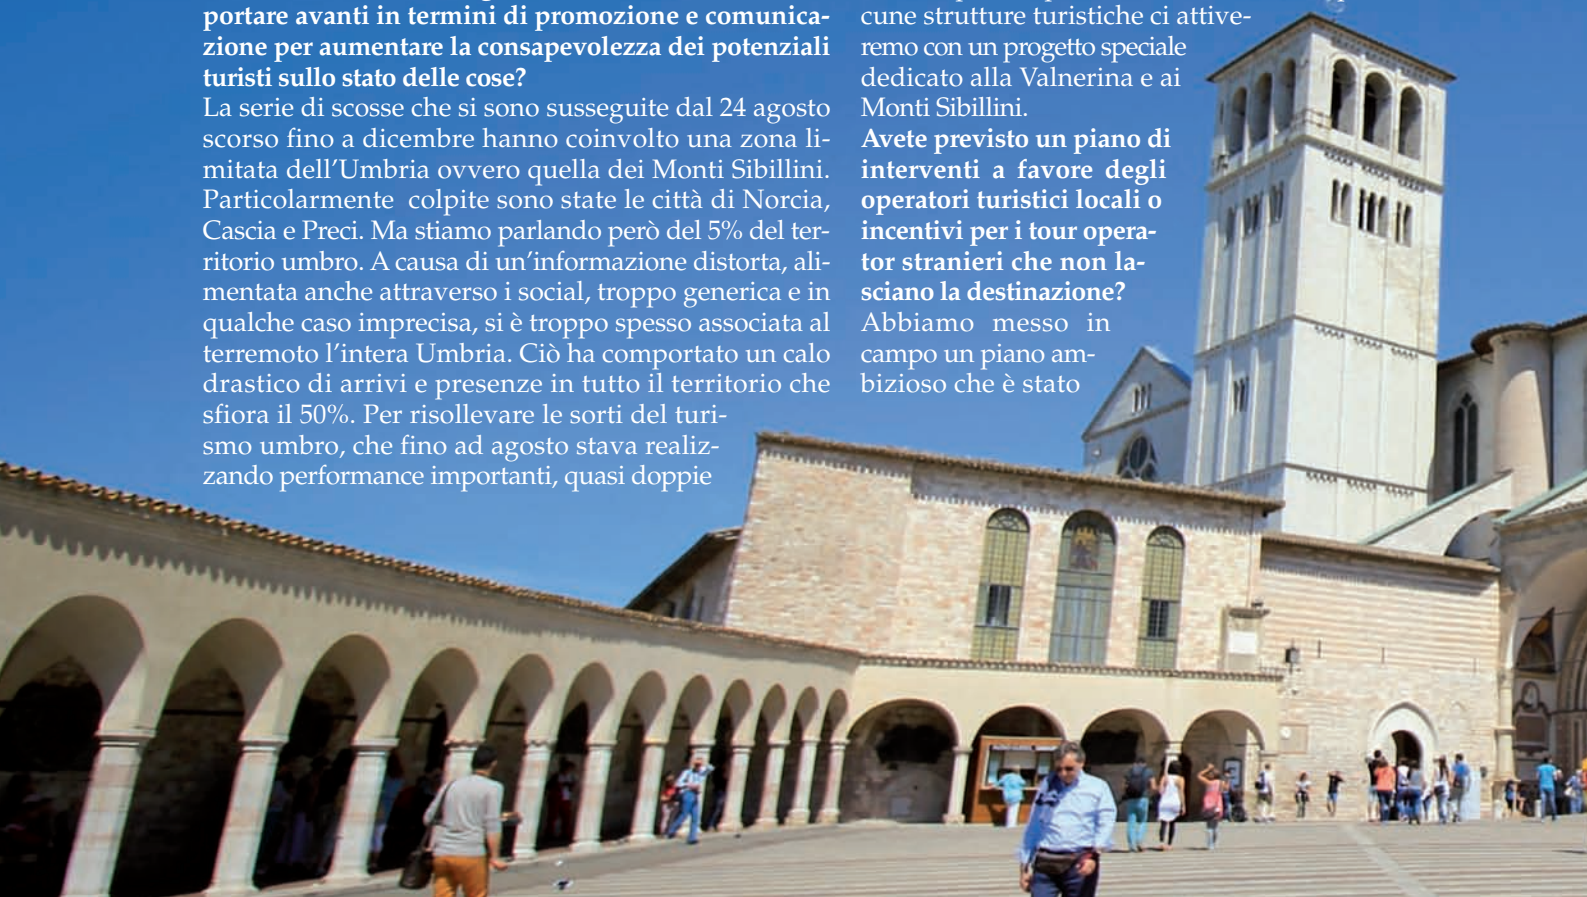 portare avanti in termini di promozione e comunica-
zione per aumentare la consapevolezza dei potenziali
turisti sullo stato delle cose?
La serie di scosse che si sono susseguite dal 24 agosto
scorso fino a dicembre hanno coinvolto una zona li-
mitata dell'Umbria ovvero quella dei Monti Sibillini.
Particolarmente colpite sono state le città di Norcia,
Cascia e Preci. Ma stiamo parlando però del 5% del ter-
ritorio umbro. A causa di un'informazione distorta, ali-
mentata anche attraverso i social, troppo generica e in
qualche caso imprecisa, si è troppo spesso associata al
terremoto l'intera Umbria. Ciò ha comportato un calo
drastico di arrivi e presenze in tutto il territorio che
sfiora il 50%. Per risollevare le sorti del turi-
smo umbro, che fino ad agosto stava realiz-
zando performance importanti, quasi doppie
cune strutture turistiche ci attive-
remo con un progetto speciale
dedicato alla Valnerina e ai
Monti Sibillini.
Avete previsto un piano di
interventi a favore degli
operatori turistici locali o
incentivi per i tour opera-
tor stranieri che non la-
sciano la destinazione?
Abbiamo messo in
campo un piano am-
bizioso che è stato